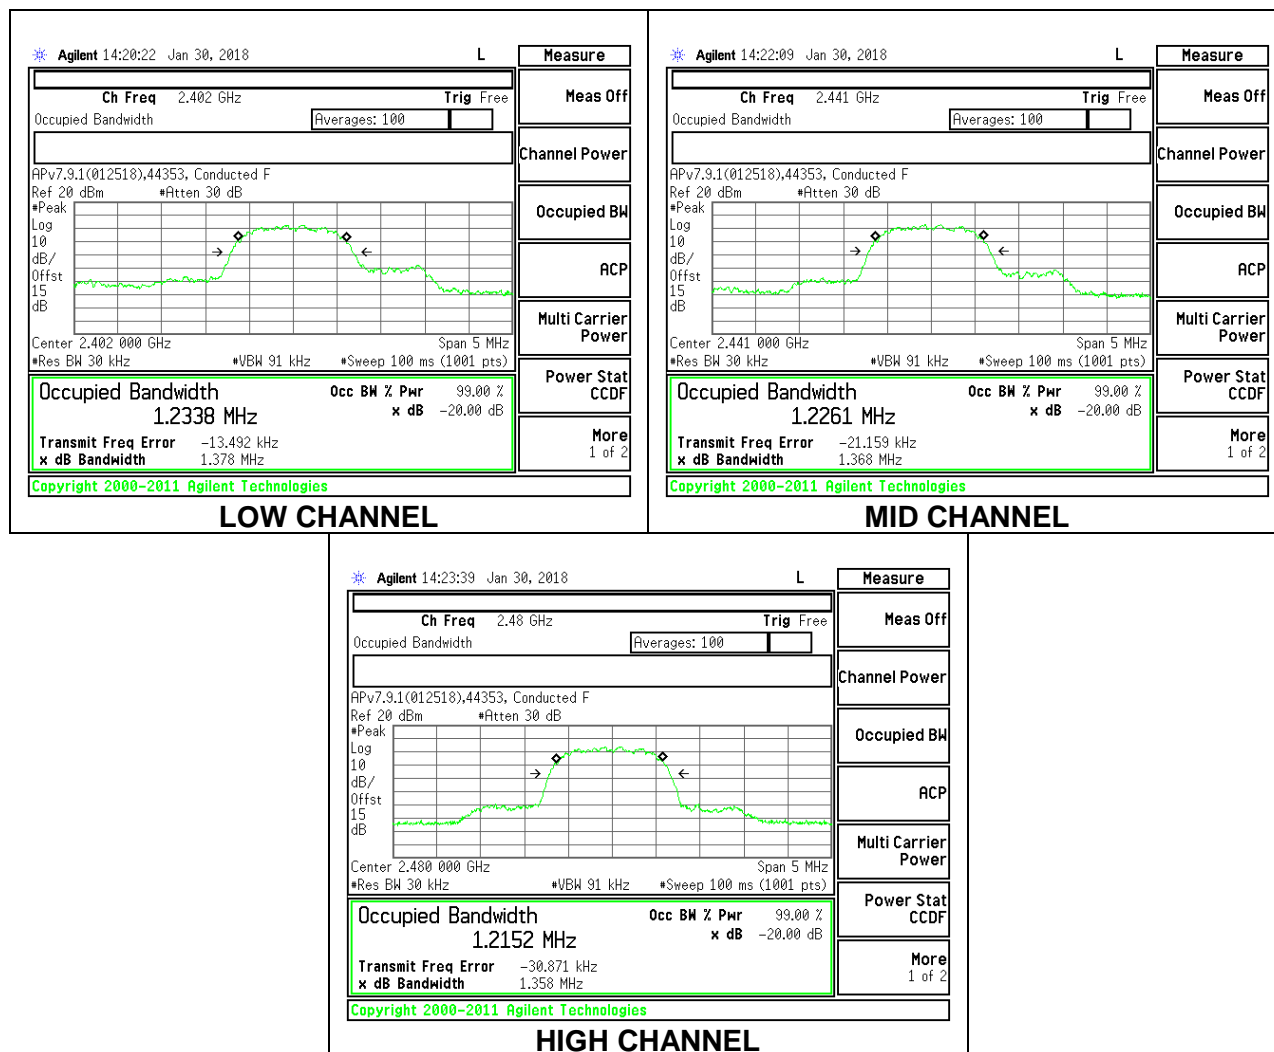 Agilent 14:20:22 Jan 30, 2018 L Measure
Ch Freq 2.402 GHz Trig Free
Occupied Bandwidth Averages: 100
APv7.9.1(012518),44353, Conducted F
Ref 20 dBm #Atten 30 dB
#Peak
Log
10
dB/
Offst
15
dB
Center 2.402 000 GHz Span 5 MHz
#Res BW 30 kHz #VBW 91 kHz #Sweep 100 ms (1001 pts)
Occupied Bandwidth Occ BW % Pwr 99.00 %
1.2338 MHz x dB -20.00 dB
Transmit Freq Error -13.492 kHz
x dB Bandwidth 1.378 MHz
Copyright 2000-2011 Agilent Technologies
Meas Off
Channel Power
Occupied BW
ACP
Multi Carrier
Power
Power Stat
CCDF
More
1 of 2
LOW CHANNEL
Agilent 14:22:09 Jan 30, 2018 L Measure
Ch Freq 2.441 GHz Trig Free
Occupied Bandwidth Averages: 100
APv7.9.1(012518),44353, Conducted F
Ref 20 dBm #Atten 30 dB
#Peak
Log
10
dB/
Offst
15
dB
Center 2.441 000 GHz Span 5 MHz
#Res BW 30 kHz #VBW 91 kHz #Sweep 100 ms (1001 pts)
Occupied Bandwidth Occ BW % Pwr 99.00 %
1.2261 MHz x dB -20.00 dB
Transmit Freq Error -21.159 kHz
x dB Bandwidth 1.368 MHz
Copyright 2000-2011 Agilent Technologies
Meas Off
Channel Power
Occupied BW
ACP
Multi Carrier
Power
Power Stat
CCDF
More
1 of 2
MID CHANNEL
Agilent 14:23:39 Jan 30, 2018 L Measure
Ch Freq 2.48 GHz Trig Free
Occupied Bandwidth Averages: 100
APv7.9.1(012518),44353, Conducted F
Ref 20 dBm #Atten 30 dB
#Peak
Log
10
dB/
Offst
15
dB
Center 2.480 000 GHz Span 5 MHz
#Res BW 30 kHz #VBW 91 kHz #Sweep 100 ms (1001 pts)
Occupied Bandwidth Occ BW % Pwr 99.00 %
1.2152 MHz x dB -20.00 dB
Transmit Freq Error -30.871 kHz
x dB Bandwidth 1.358 MHz
Copyright 2000-2011 Agilent Technologies
Meas Off
Channel Power
Occupied BW
ACP
Multi Carrier
Power
Power Stat
CCDF
More
1 of 2
HIGH CHANNEL